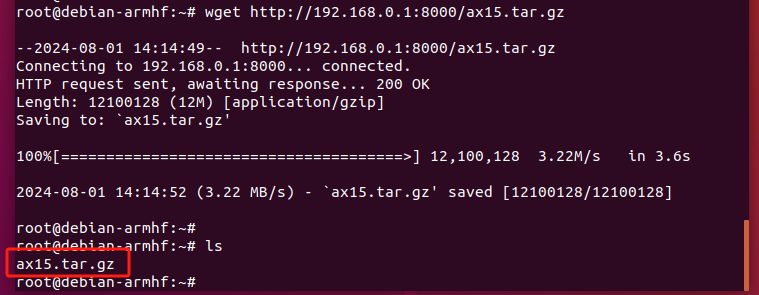 root@debian-armhf:~# wget http://192.168.0.1:8000/ax15.tar.gz
--2024-08-01 14:14:49--  http://192.168.0.1:8000/ax15.tar.gz
Connecting to 192.168.0.1:8000... connected.
HTTP request sent, awaiting response... 200 OK
Length: 12100128 (12M) [application/gzip]
Saving to: `ax15.tar.gz'
100%[======================================>] 12,100,128  3.22M/s   in 3.6s
2024-08-01 14:14:52 (3.22 MB/s) - `ax15.tar.gz' saved [12100128/12100128]
root@debian-armhf:~#
root@debian-armhf:~# ls
ax15.tar.gz
root@debian-armhf:~#